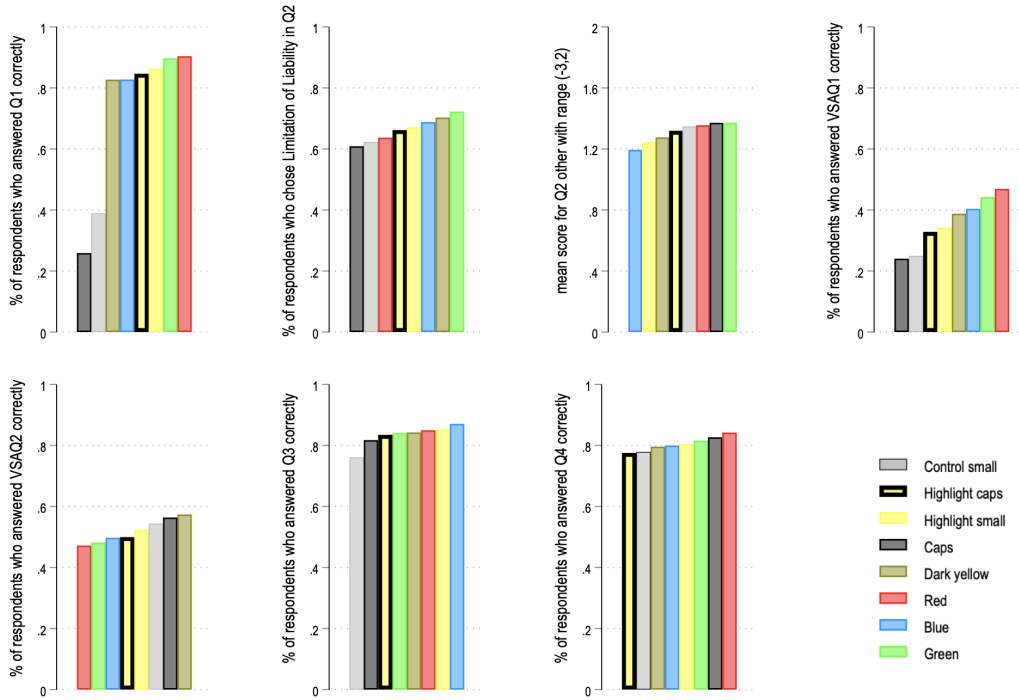 % of respondents who answered Q1 correctly
1
.8
.6
.4
.2
0
% of respondents who chose Limitation of Liability in Q2
1
.8
.6
.4
.2
0
mean score for Q2 other with range (-3,2)
2
1.6
1.2
.8
.4
0
% of respondents who answered VSAQ1 correctly
1
.8
.6
.4
.2
0
% of respondents who answered VSAQ2 correctly
1
.8
.6
.4
.2
0
% of respondents who answered Q3 correctly
1
.8
.6
.4
.2
0
% of respondents who answered Q4 correctly
1
.8
.6
.4
.2
0
Control small
Highlight caps
Highlight small
Caps
Dark yellow
Red
Blue
Green